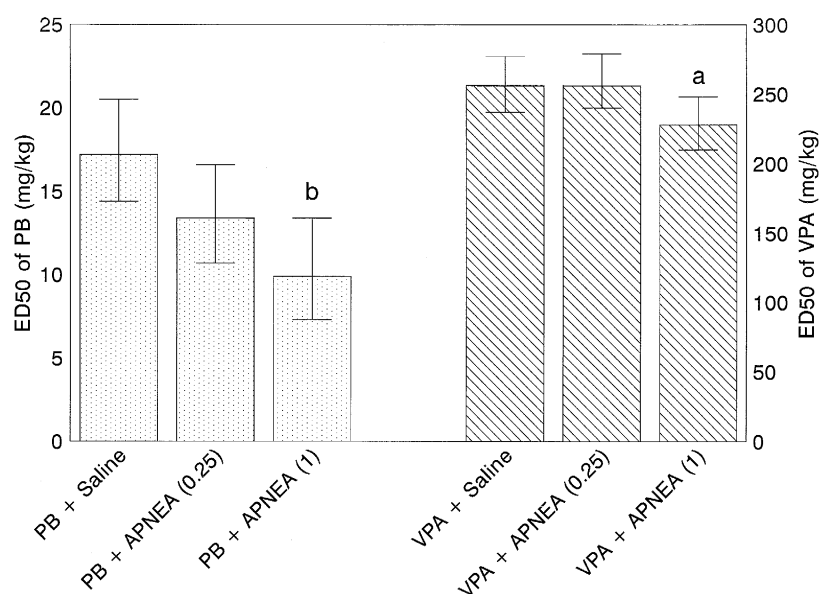 ED50 of PB (mg/kg)
25
20
15
10
5
0
b
a
300
250
200
150
100
50
0
ED50 of VPA (mg/kg)
PB + Saline
PB + APNEA (0.25)
PB + APNEA (1)
VPA + Saline
VPA + APNEA (0.25)
VPA + APNEA (1)